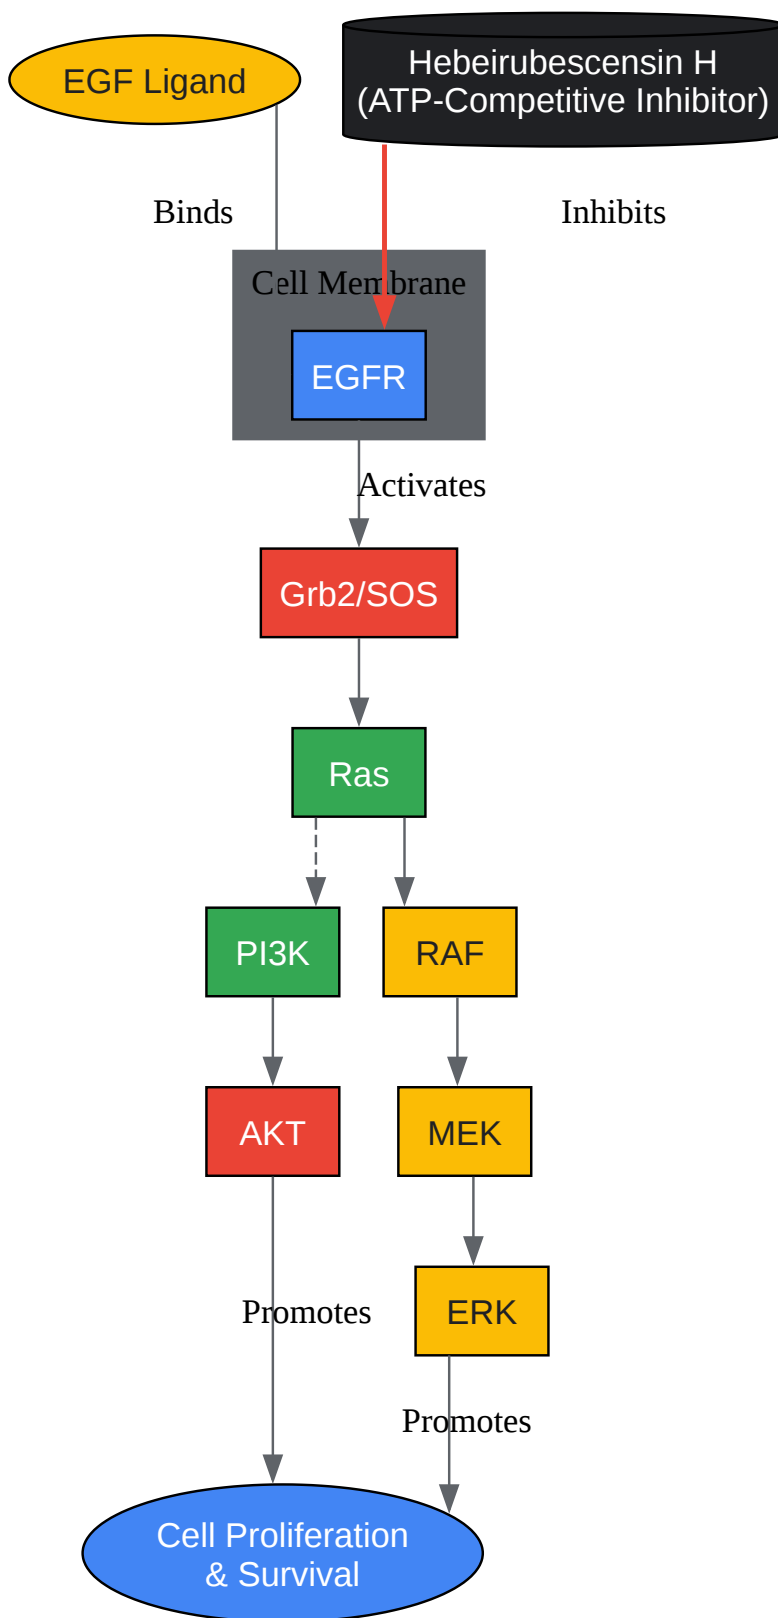 EGF Ligand
Hebeirubescensin H
(ATP-Competitive Inhibitor)
Binds
Inhibits
Cell Membrane
EGFR
Activates
Grb2/SOS
Ras
PI3K
RAF
AKT
MEK
Promotes
ERK
Promotes
Cell Proliferation
& Survival